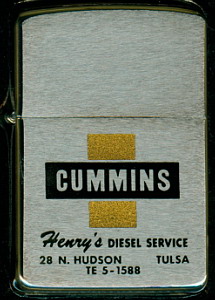 CUMMINS
Henry's DIESEL SERVICE
28 N. HUDSON TULSA
TE 5-1588